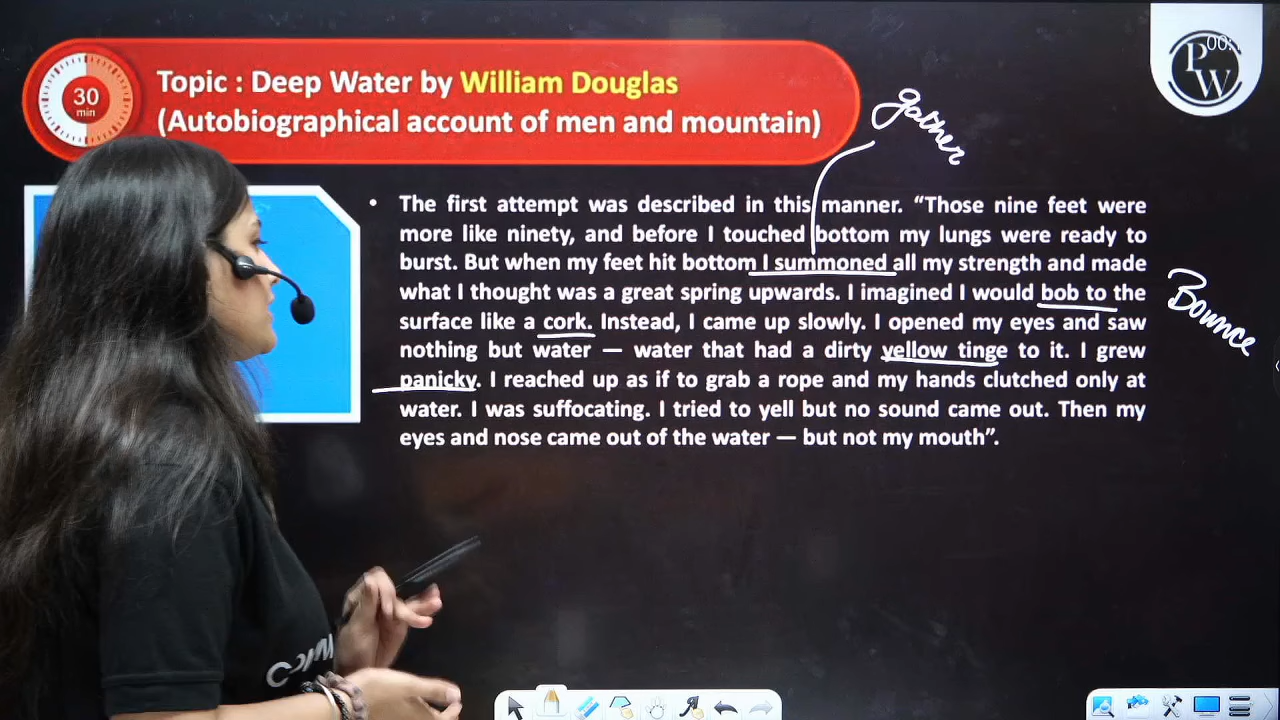 30
min
Topic : Deep Water by William Douglas
(Autobiographical account of men and mountain)
PW
gather
• The first attempt was described in this manner. “Those nine feet were
more like ninety, and before I touched bottom my lungs were ready to
burst. But when my feet hit bottom I summoned all my strength and made
what I thought was a great spring upwards. I imagined I would bob to the
surface like a cork. Instead, I came up slowly. I opened my eyes and saw
nothing but water — water that had a dirty yellow tinge to it. I grew
panicky. I reached up as if to grab a rope and my hands clutched only at
water. I was suffocating. I tried to yell but no sound came out. Then my
eyes and nose came out of the water — but not my mouth”.
Bounce